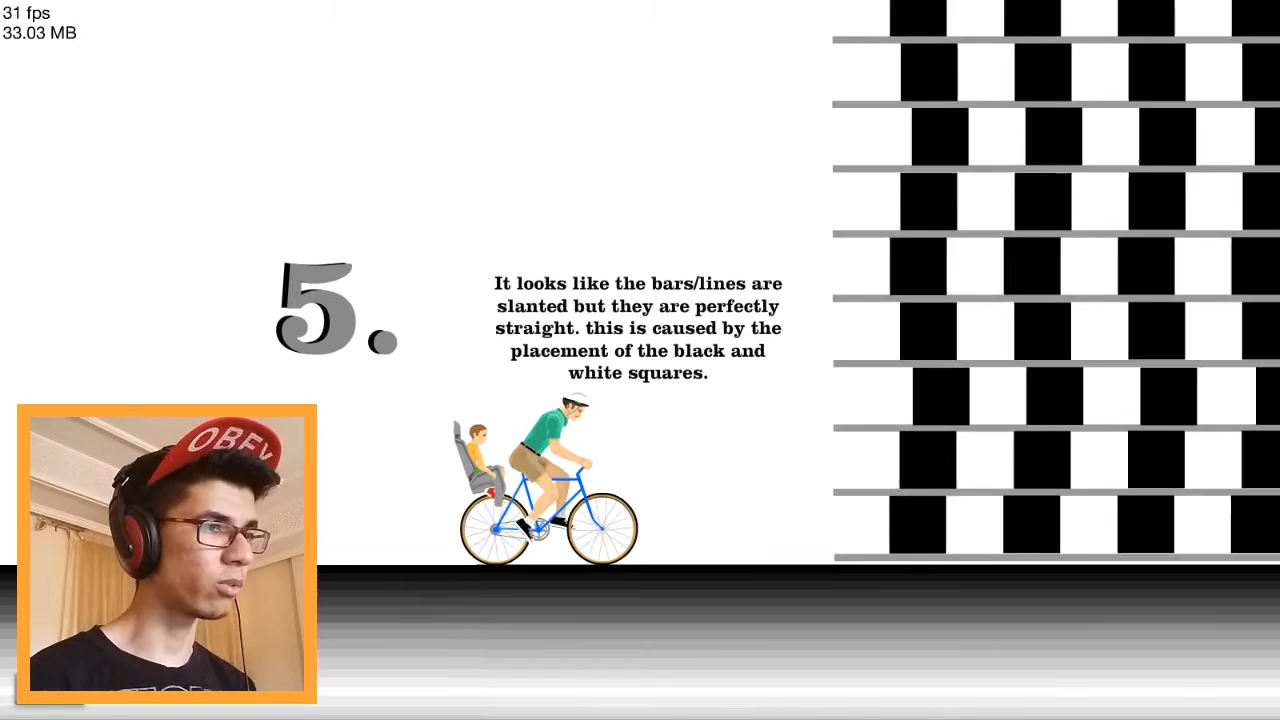 31 fps
33.03 MB
5.
It looks like the bars/lines are
slanted but they are perfectly
straight. this is caused by the
placement of the black and
white squares.
OBEY